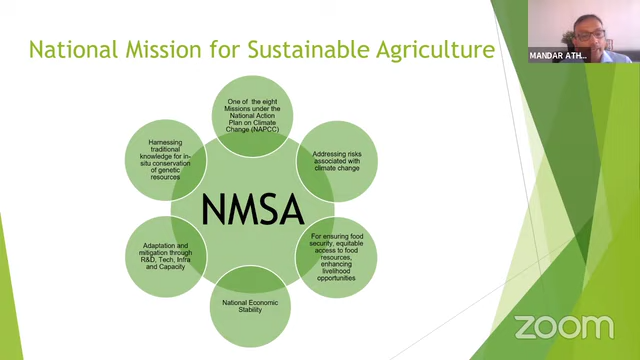 National Mission for Sustainable Agriculture
MANDAR ATH...
One of the eight
Missions under the
National Action
Plan on Climate
Change (NAPCC)
Addressing risks
associated with
climate change
For ensuring food
security, equitable
access to food
resources,
enhancing
livelihood
opportunities
National Economic
Stability
Adaptation and
mitigation through
R&D, Tech, Infra
and Capacity
Harnessing
traditional
knowledge for in-
situ conservation
of genetic
resources
NMSA
zoom